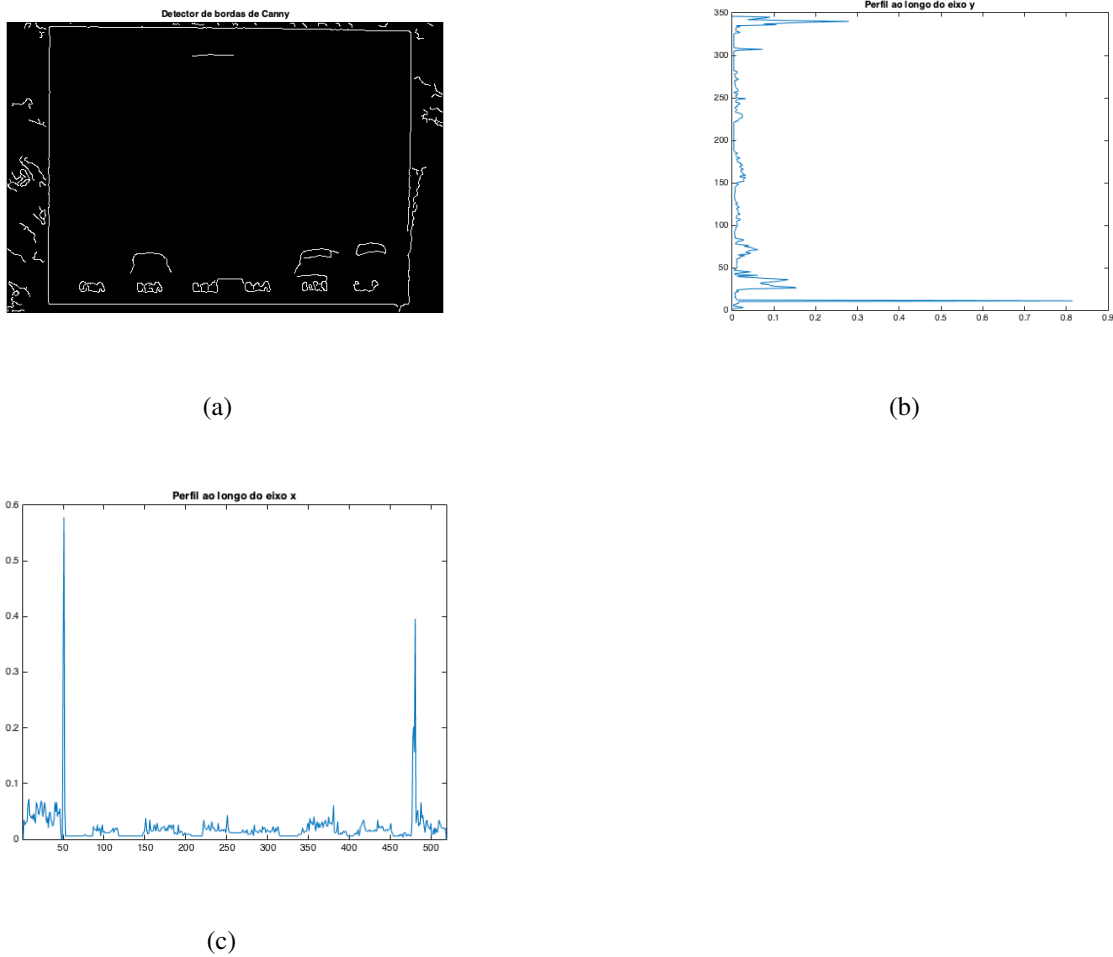 Detector de bordas de Canny
(a)
Perfil ao longo do eixo y
350
300
250
200
150
100
50
0
0 0.1 0.2 0.3 0.4 0.5 0.6 0.7 0.8 0.9
(b)
Perfil ao longo do eixo x
0.6
0.5
0.4
0.3
0.2
0.1
0
50 100 150 200 250 300 350 400 450 500
(c)